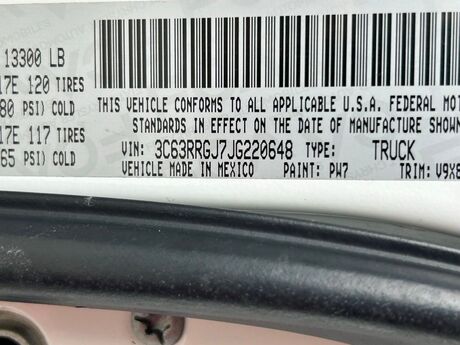 13300 LB
17E 120 TIRES
80 PSI) COLD
17E 117 TIRES
65 PSI) COLD
THIS VEHICLE CONFORMS TO ALL APPLICABLE U.S.A. FEDERAL MOT
STANDARDS IN EFFECT ON THE DATE OF MANUFACTURE SHOWN
VIN: 3C63RRGJ7JG220648 TYPE: TRUCK
VEHICLE MADE IN MEXICO PAINT: PW7 TRIM: V9X8